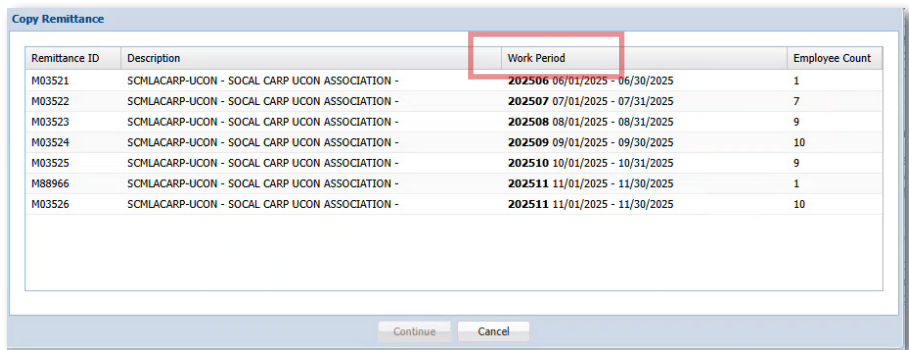 Copy Remittance
Remittance ID Description Work Period Employee Count
M03521 SCMLACARP-UCON - SOCAL CARP UCON ASSOCIATION - 202506 06/01/2025 - 06/30/2025 1
M03522 SCMLACARP-UCON - SOCAL CARP UCON ASSOCIATION - 202507 07/01/2025 - 07/31/2025 7
M03523 SCMLACARP-UCON - SOCAL CARP UCON ASSOCIATION - 202508 08/01/2025 - 08/31/2025 9
M03524 SCMLACARP-UCON - SOCAL CARP UCON ASSOCIATION - 202509 09/01/2025 - 09/30/2025 10
M03525 SCMLACARP-UCON - SOCAL CARP UCON ASSOCIATION - 202510 10/01/2025 - 10/31/2025 9
M88966 SCMLACARP-UCON - SOCAL CARP UCON ASSOCIATION - 202511 11/01/2025 - 11/30/2025 1
M03526 SCMLACARP-UCON - SOCAL CARP UCON ASSOCIATION - 202511 11/01/2025 - 11/30/2025 10
Continue Cancel